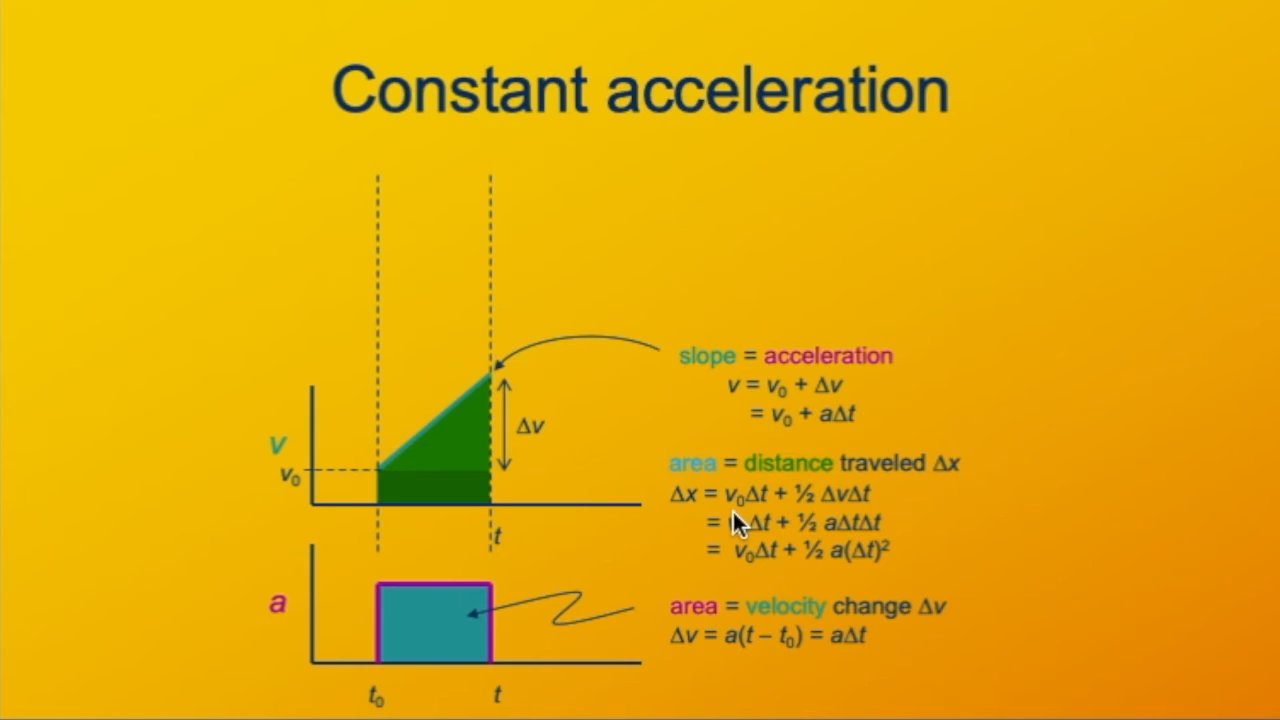 Constant acceleration
slope = acceleration
v = v₀ + Δv
= v₀ + aΔt
Δv
v
v₀
area = distance traveled Δx
Δx = v₀Δt + ½ ΔvΔt
= Δt + ½ aΔtΔt
= v₀Δt + ½ a(Δt)²
t
a
area = velocity change Δv
Δv = a(t – t₀) = aΔt
t₀
t